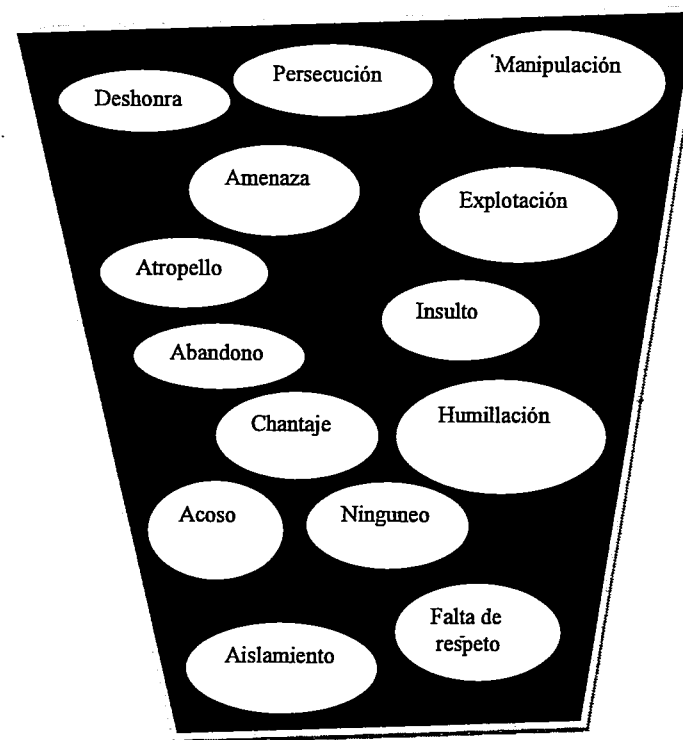 Deshonra
Persecución
Manipulación
Amenaza
Explotación
Atropello
Insulto
Abandono
Chantaje
Humillación
Acoso
Ninguneo
Falta de
respeto
Aislamiento